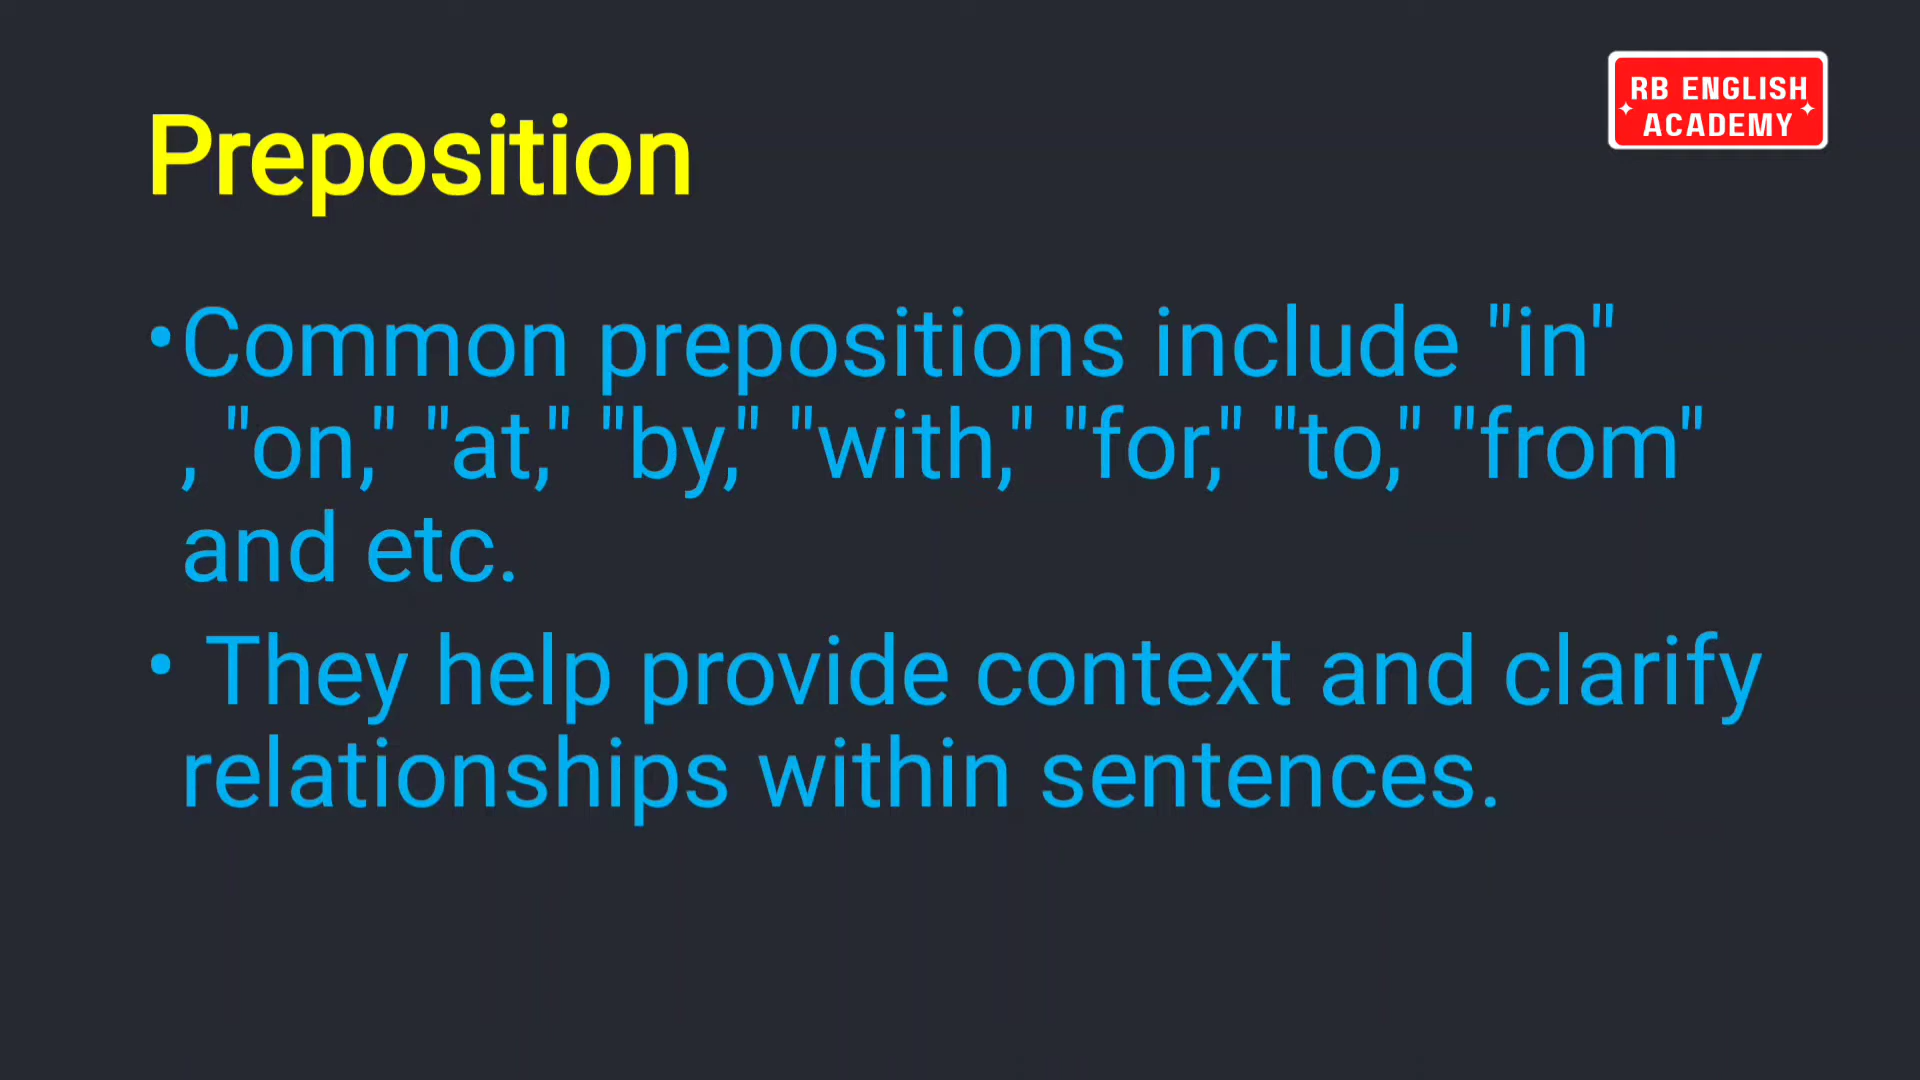 RB ENGLISH
ACADEMY
Preposition
•Common prepositions include "in"
, "on," "at," "by," "with," "for," "to," "from"
and etc.
• They help provide context and clarify
relationships within sentences.